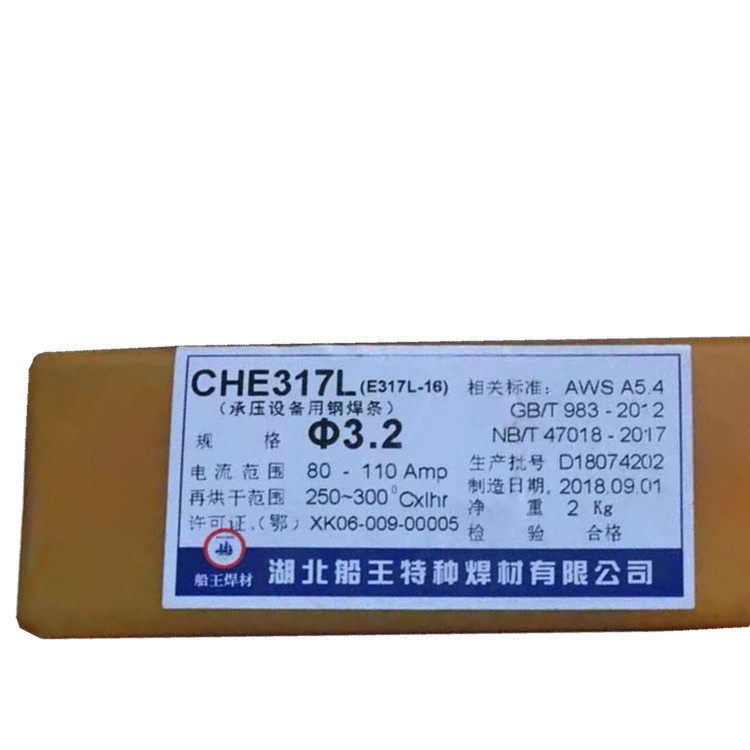 CHE317L(E317L-16)
(承压设备用钢焊条)
规 格 Φ3.2
电流范围 80 - 110 Amp
再烘干范围 250~300°Cxlhr
许可证.(鄂) XK06-009-00005
相关标准: AWS A5.4
GB/T 983 - 2012
NB/T 47018 - 2017
生产批号 D18074202
制造日期. 2018.09.01
净 重 2 Kg
检 验 合格
船王焊材
湖北船王特种焊材有限公司